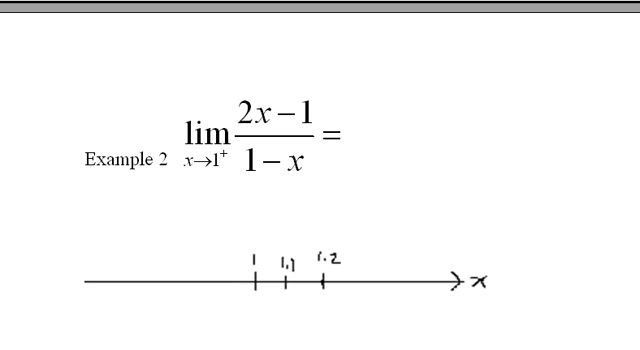 Example 2 lim x→1⁺ (2x−1)/(1−x) =
1 1.1 1.2
x